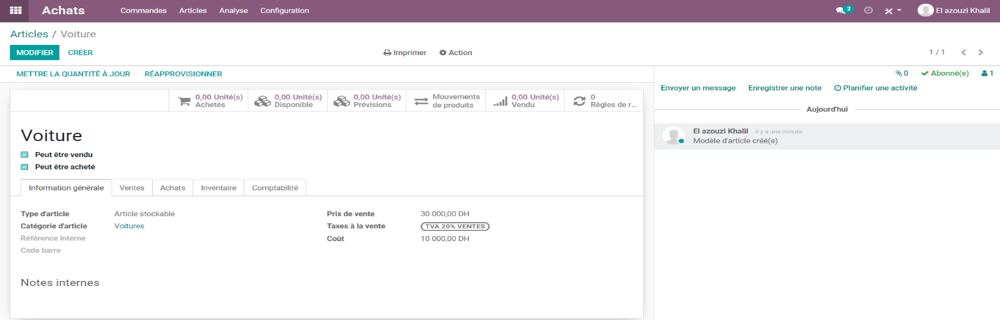 Achats Commandes Articles Analyse Configuration 2 El azouzi Khalil
Articles / Voiture
MODIFIER CRÉER Imprimer Action 1 / 1
METTRE LA QUANTITÉ À JOUR RÉAPPROVISIONNER 0 Abonné(e) 1
Envoyer un message Enregistrer une note Planifier une activité
0,00 Unité(s) Achetés
0,00 Unité(s) Disponible
0,00 Unité(s) Prévisions
Mouvements de produits
0,00 Unité(s) Vendu
0 Règles de r...
Aujourd'hui
El azouzi Khalil - il y a une minute
Modèle d'article créé(e)
Voiture
Peut être vendu
Peut être acheté
Information générale Ventes Achats Inventaire Comptabilité
Type d'article Article stockable Prix de vente 30 000,00 DH
Catégorie d'article Voitures Taxes à la vente TVA 20% VENTES
Référence interne Coût 10 000,00 DH
Code barre
Notes internes